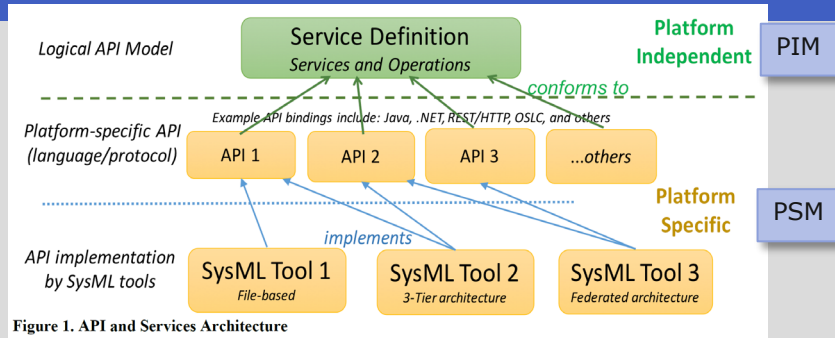 Logical API Model
Service Definition
Services and Operations
Platform
Independent
PIM
conforms to
Example API bindings include: Java, .NET, REST/HTTP, OSLC, and others
Platform-specific API
(language/protocol)
API 1
API 2
API 3
...others
Platform
Specific
PSM
implements
API implementation
by SysML tools
SysML Tool 1
File-based
SysML Tool 2
3-Tier architecture
SysML Tool 3
Federated architecture
Figure 1. API and Services Architecture